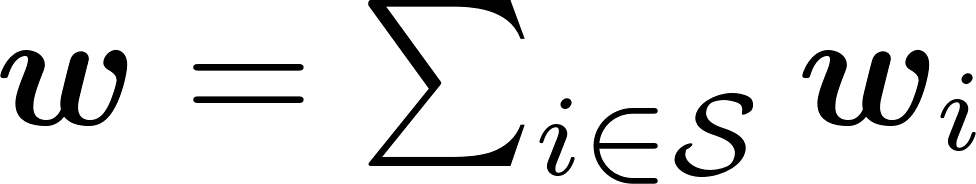 𝒘 = ∑_{i∈𝒮} 𝒘_i